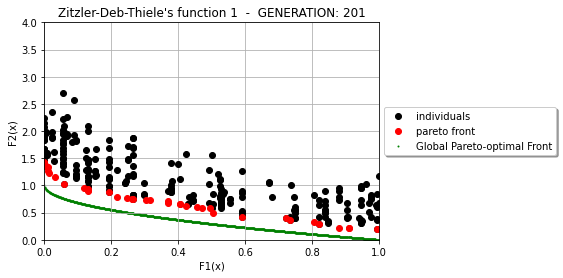 Zitzler-Deb-Thiele's function 1 - GENERATION: 201
4.0
3.5
3.0
2.5
2.0
1.5
1.0
0.5
0.0
F2(x)
0.0 0.2 0.4 0.6 0.8 1.0
F1(x)
individuals
pareto front
Global Pareto-optimal Front